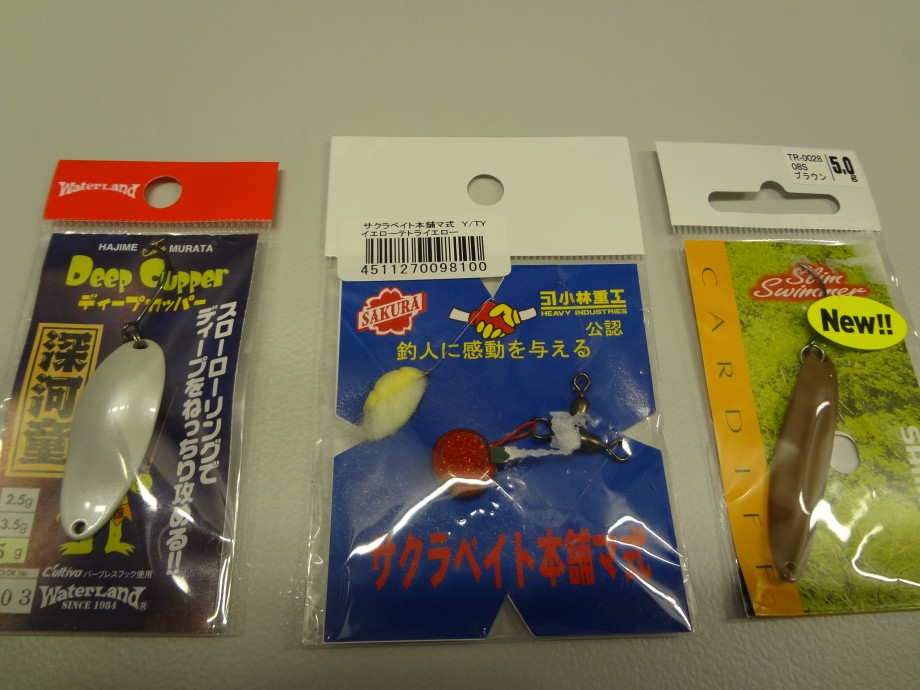 WATERLAND
HAJIME MURATA
Deep Cupper
ディープカッパー
スローローリングで
ディープをねっちり攻める!!
深河童
2.5g
3.5g
5g
COLOR No.
03
Cultiva バーブレスフック使用
WATERLAND®
SINCE 1984
サクラベイト本舗マ式 Y/TY
イエローテトライエロー
4511270098100
SAKURA
小林重工
HEAVY INDUSTRIES
公認
釣人に感動を与える
サクラベイト本舗マ式
TR-0028
08S
ブラウン
5.0g
Slim
Swimmer
New!!
CARDIFF
SH